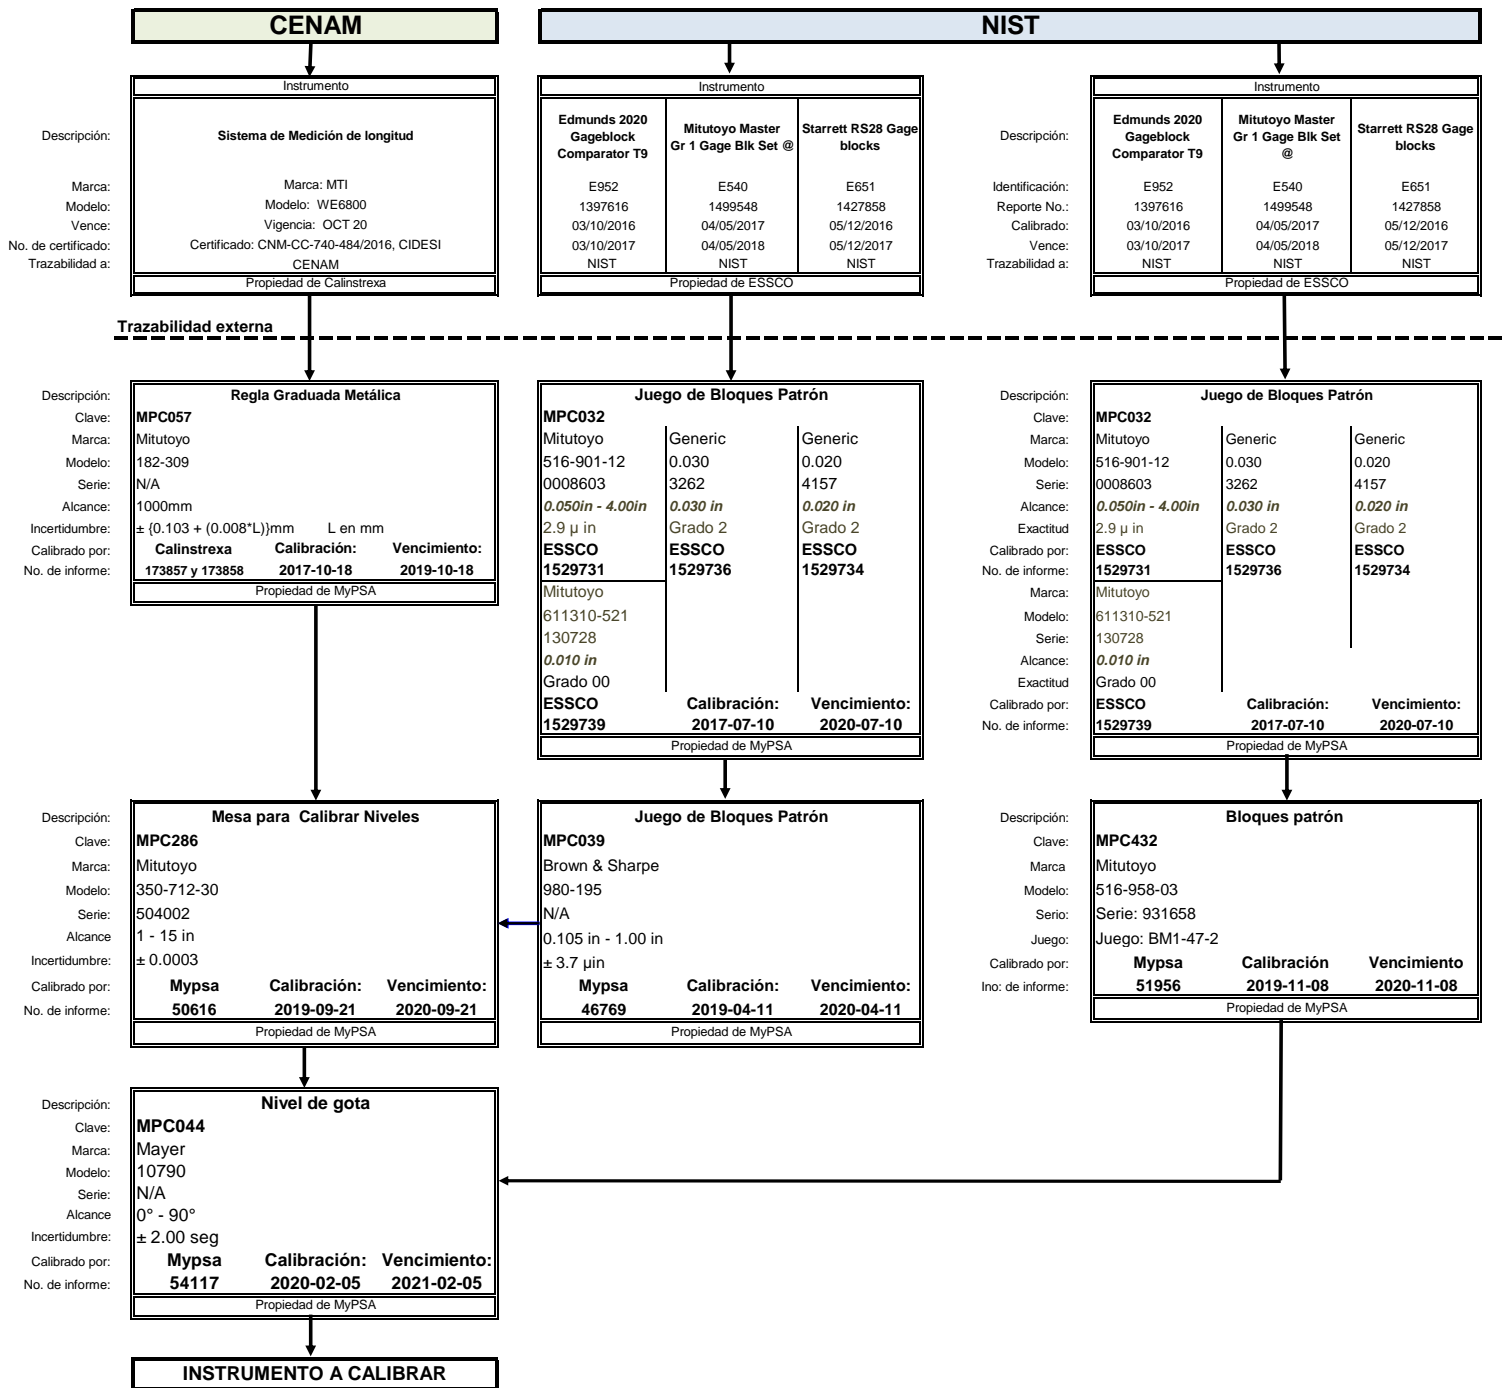 CENAM
NIST
Instrumento
Descripción: Sistema de Medición de longitud
Marca: Marca: MTI
Modelo: Modelo: WE6800
Vence: Vigencia: OCT 20
No. de certificado: Certificado: CNM-CC-740-484/2016, CIDESI
Trazabilidad a: CENAM
Propiedad de Calinstrexa
Instrumento
Edmunds 2020 Gageblock Comparator T9 Mitutoyo Master Gr 1 Gage Blk Set @ Starrett RS28 Gage blocks
E952 E540 E651
1397616 1499548 1427858
03/10/2016 04/05/2017 05/12/2016
03/10/2017 04/05/2018 05/12/2017
NIST NIST NIST
Propiedad de ESSCO
Instrumento
Descripción: Edmunds 2020 Gageblock Comparator T9 Mitutoyo Master Gr 1 Gage Blk Set @ Starrett RS28 Gage blocks
Identificación: E952 E540 E651
Reporte No.: 1397616 1499548 1427858
Calibrado: 03/10/2016 04/05/2017 05/12/2016
Vence: 03/10/2017 04/05/2018 05/12/2017
Trazabilidad a: NIST NIST NIST
Propiedad de ESSCO
Trazabilidad externa
Descripción: Regla Graduada Metálica
Clave: MPC057
Marca: Mitutoyo
Modelo: 182-309
Serie: N/A
Alcance: 1000mm
Incertidumbre: ± {0.103 + (0.008*L)}mm L en mm
Calibrado por: Calinstrexa Calibración: Vencimiento:
No. de informe: 173857 y 173858 2017-10-18 2019-10-18
Propiedad de MyPSA
Juego de Bloques Patrón
MPC032
Mitutoyo Generic Generic
516-901-12 0.030 0.020
0008603 3262 4157
0.050in - 4.00in 0.030 in 0.020 in
2.9 µ in Grado 2 Grado 2
ESSCO ESSCO ESSCO
1529731 1529736 1529734
Mitutoyo
611310-521
130728
0.010 in
Grado 00
ESSCO Calibración: Vencimiento:
1529739 2017-07-10 2020-07-10
Propiedad de MyPSA
Descripción: Juego de Bloques Patrón
Clave: MPC032
Marca: Mitutoyo Generic Generic
Modelo: 516-901-12 0.030 0.020
Serie: 0008603 3262 4157
Alcance: 0.050in - 4.00in 0.030 in 0.020 in
Exactitud 2.9 µ in Grado 2 Grado 2
Calibrado por: ESSCO ESSCO ESSCO
No. de informe: 1529731 1529736 1529734
Marca: Mitutoyo
Modelo: 611310-521
Serie: 130728
Alcance: 0.010 in
Exactitud Grado 00
Calibrado por: ESSCO Calibración: Vencimiento:
No. de informe: 1529739 2017-07-10 2020-07-10
Propiedad de MyPSA
Descripción: Mesa para Calibrar Niveles
Clave: MPC286
Marca: Mitutoyo
Modelo: 350-712-30
Serie: 504002
Alcance 1 - 15 in
Incertidumbre: ± 0.0003
Calibrado por: Mypsa Calibración: Vencimiento:
No. de informe: 50616 2019-09-21 2020-09-21
Propiedad de MyPSA
Juego de Bloques Patrón
MPC039
Brown & Sharpe
980-195
N/A
0.105 in - 1.00 in
± 3.7 µin
Mypsa Calibración: Vencimiento:
46769 2019-04-11 2020-04-11
Propiedad de MyPSA
Descripción: Bloques patrón
Clave: MPC432
Marca Mitutoyo
Modelo: 516-958-03
Serio: Serie: 931658
Juego: Juego: BM1-47-2
Calibrado por: Mypsa Calibración Vencimiento
Ino: de informe: 51956 2019-11-08 2020-11-08
Propiedad de MyPSA
Descripción: Nivel de gota
Clave: MPC044
Marca: Mayer
Modelo: 10790
Serie: N/A
Alcance 0° - 90°
Incertidumbre: ± 2.00 seg
Calibrado por: Mypsa Calibración: Vencimiento:
No. de informe: 54117 2020-02-05 2021-02-05
Propiedad de MyPSA
INSTRUMENTO A CALIBRAR